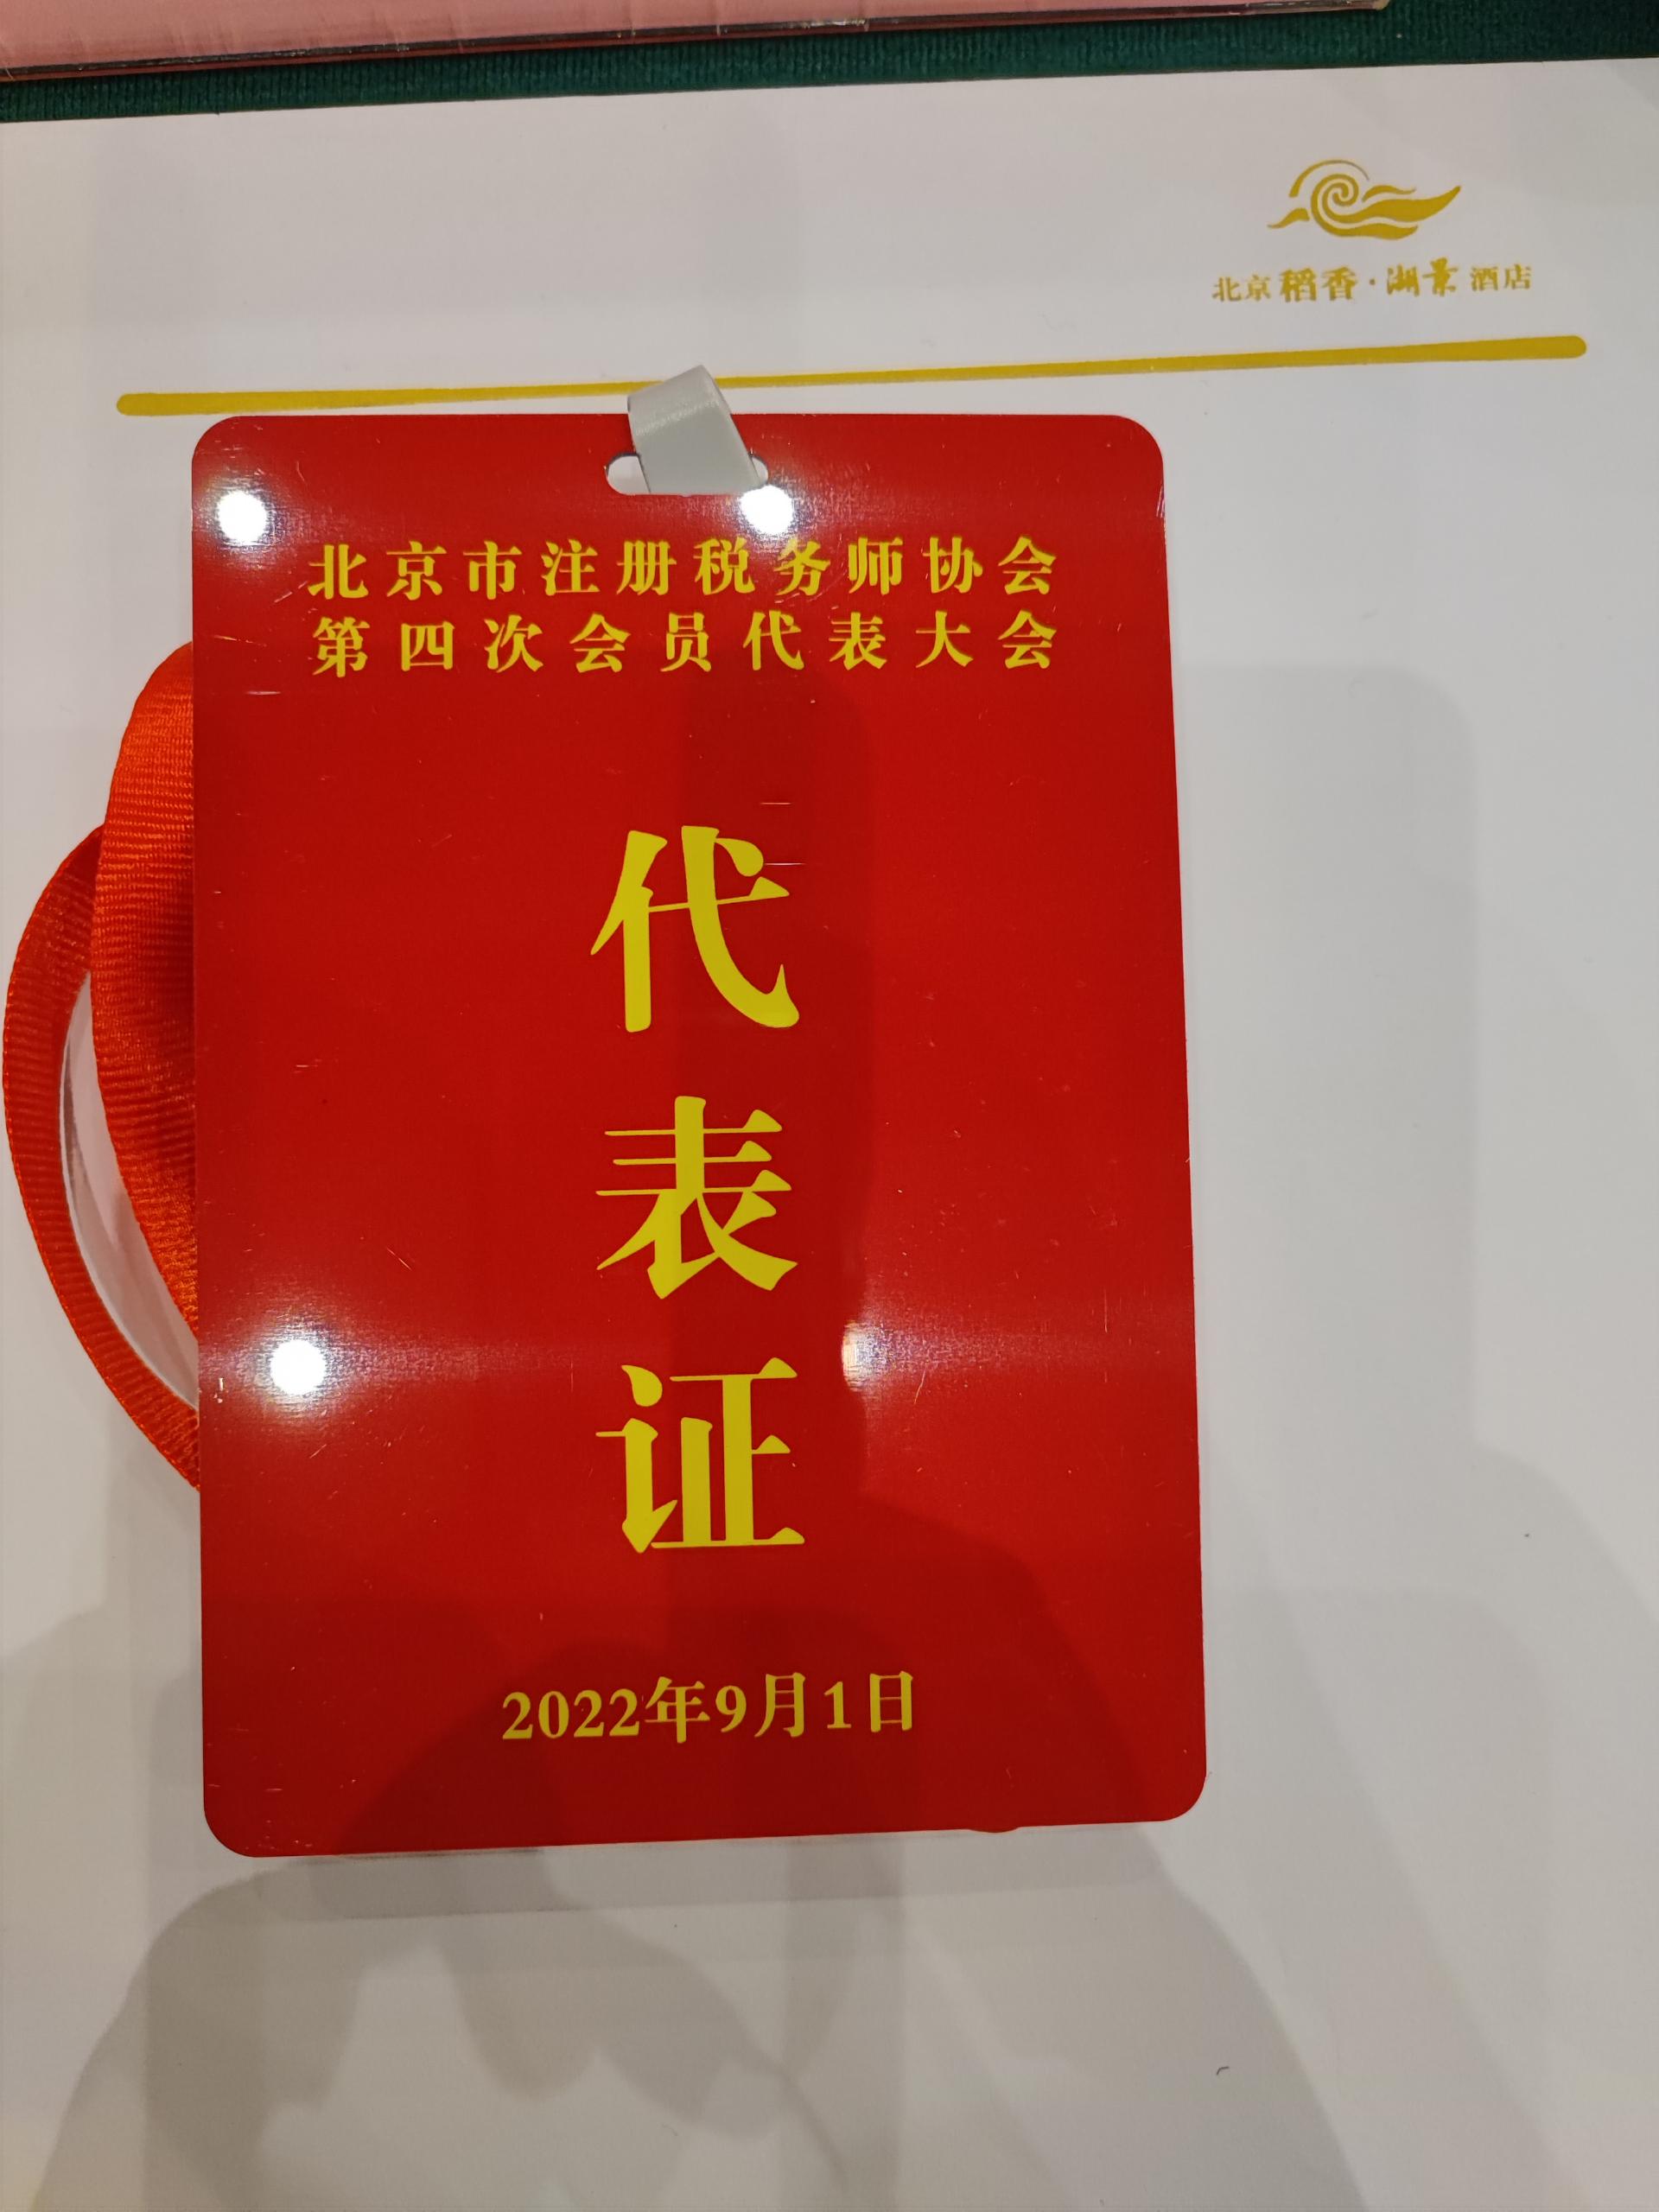 北京稻香·湖景酒店
北京市注册税务师协会
第四次会员代表大会
代
表
证
2022年9月1日